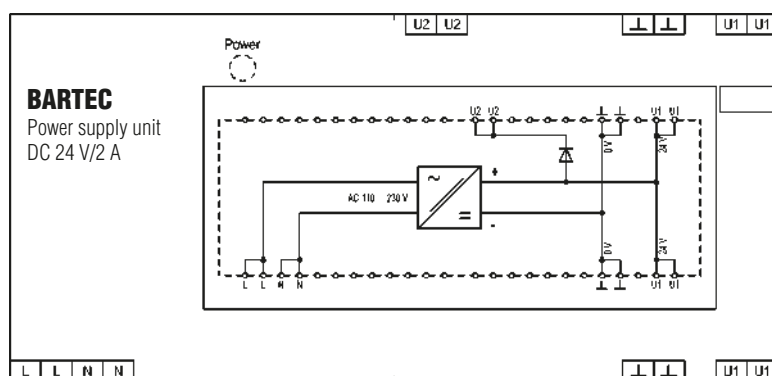 U2 U2 ⊥ ⊥ U1 U1
Power
BARTEC
Power supply unit
DC 24 V/2 A
U2 U2 ⊥ ⊥ U1 U1
0 V 24 V
~
+
AC 110 230 V
=
-
0 V 24 V
L L N N ⊥ ⊥ U1 U1
L L N N ⊥ ⊥ U1 U1